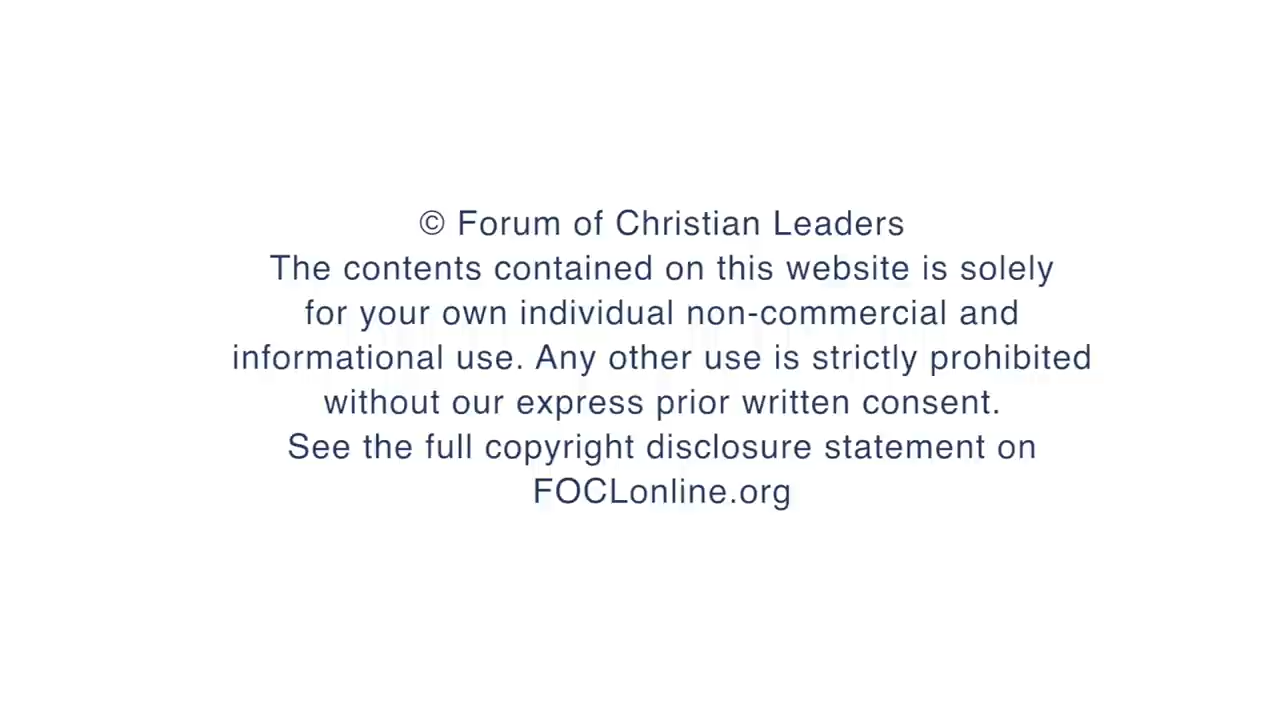 © Forum of Christian Leaders
The contents contained on this website is solely
for your own individual non-commercial and
informational use. Any other use is strictly prohibited
without our express prior written consent.
See the full copyright disclosure statement on
FOCLonline.org